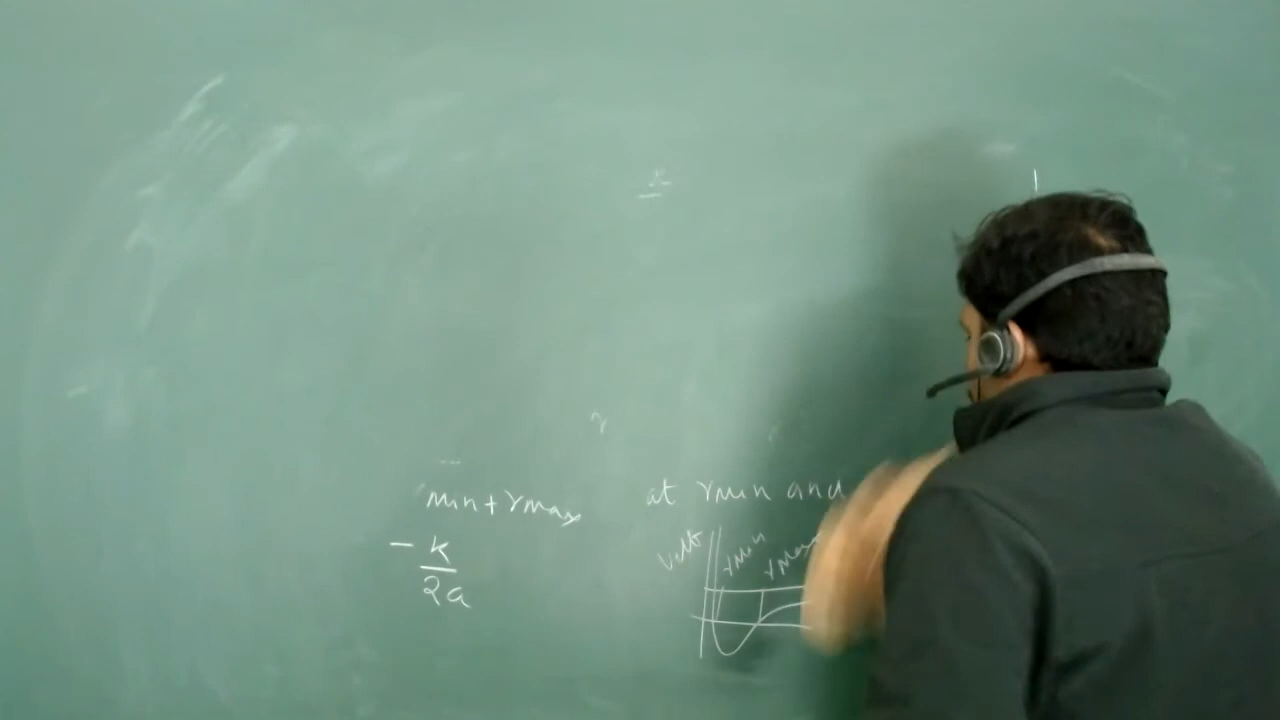 min + rmax
at rmin and
- K
2a
Veff
rmin
rmax